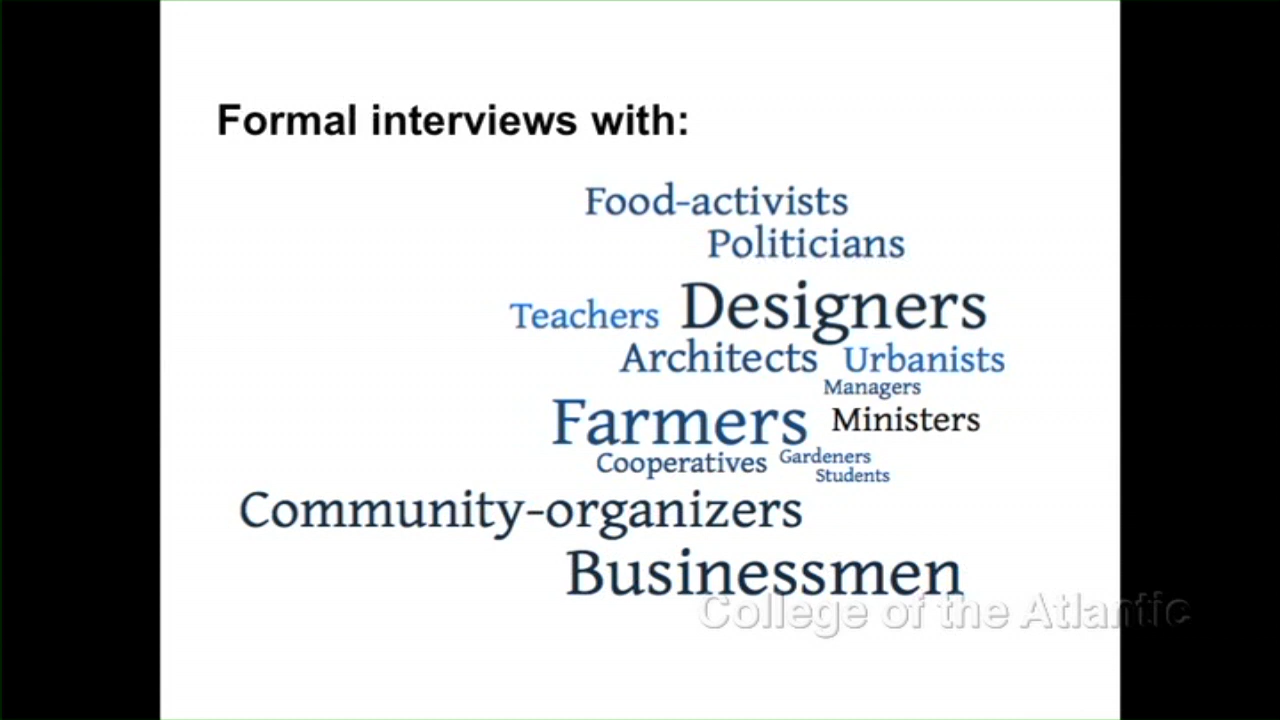 Formal interviews with:
Food-activists
Politicians
Teachers Designers
Architects Urbanists
Managers
Farmers Ministers
Cooperatives Gardeners
Students
Community-organizers
Businessmen
College of the Atlantic